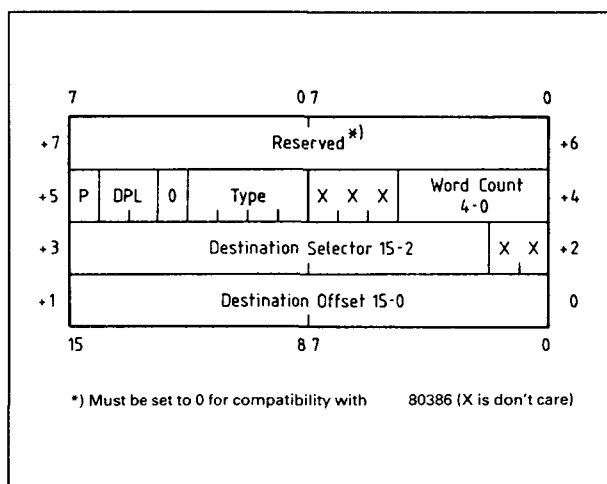 7 0 7 0
+7 Reserved*) +6
+5 P DPL 0 Type X X X Word Count 4-0 +4
+3 Destination Selector 15-2 X X +2
+1 Destination Offset 15-0 0
15 8 7 0
*) Must be set to 0 for compatibility with 80386 (X is don't care)